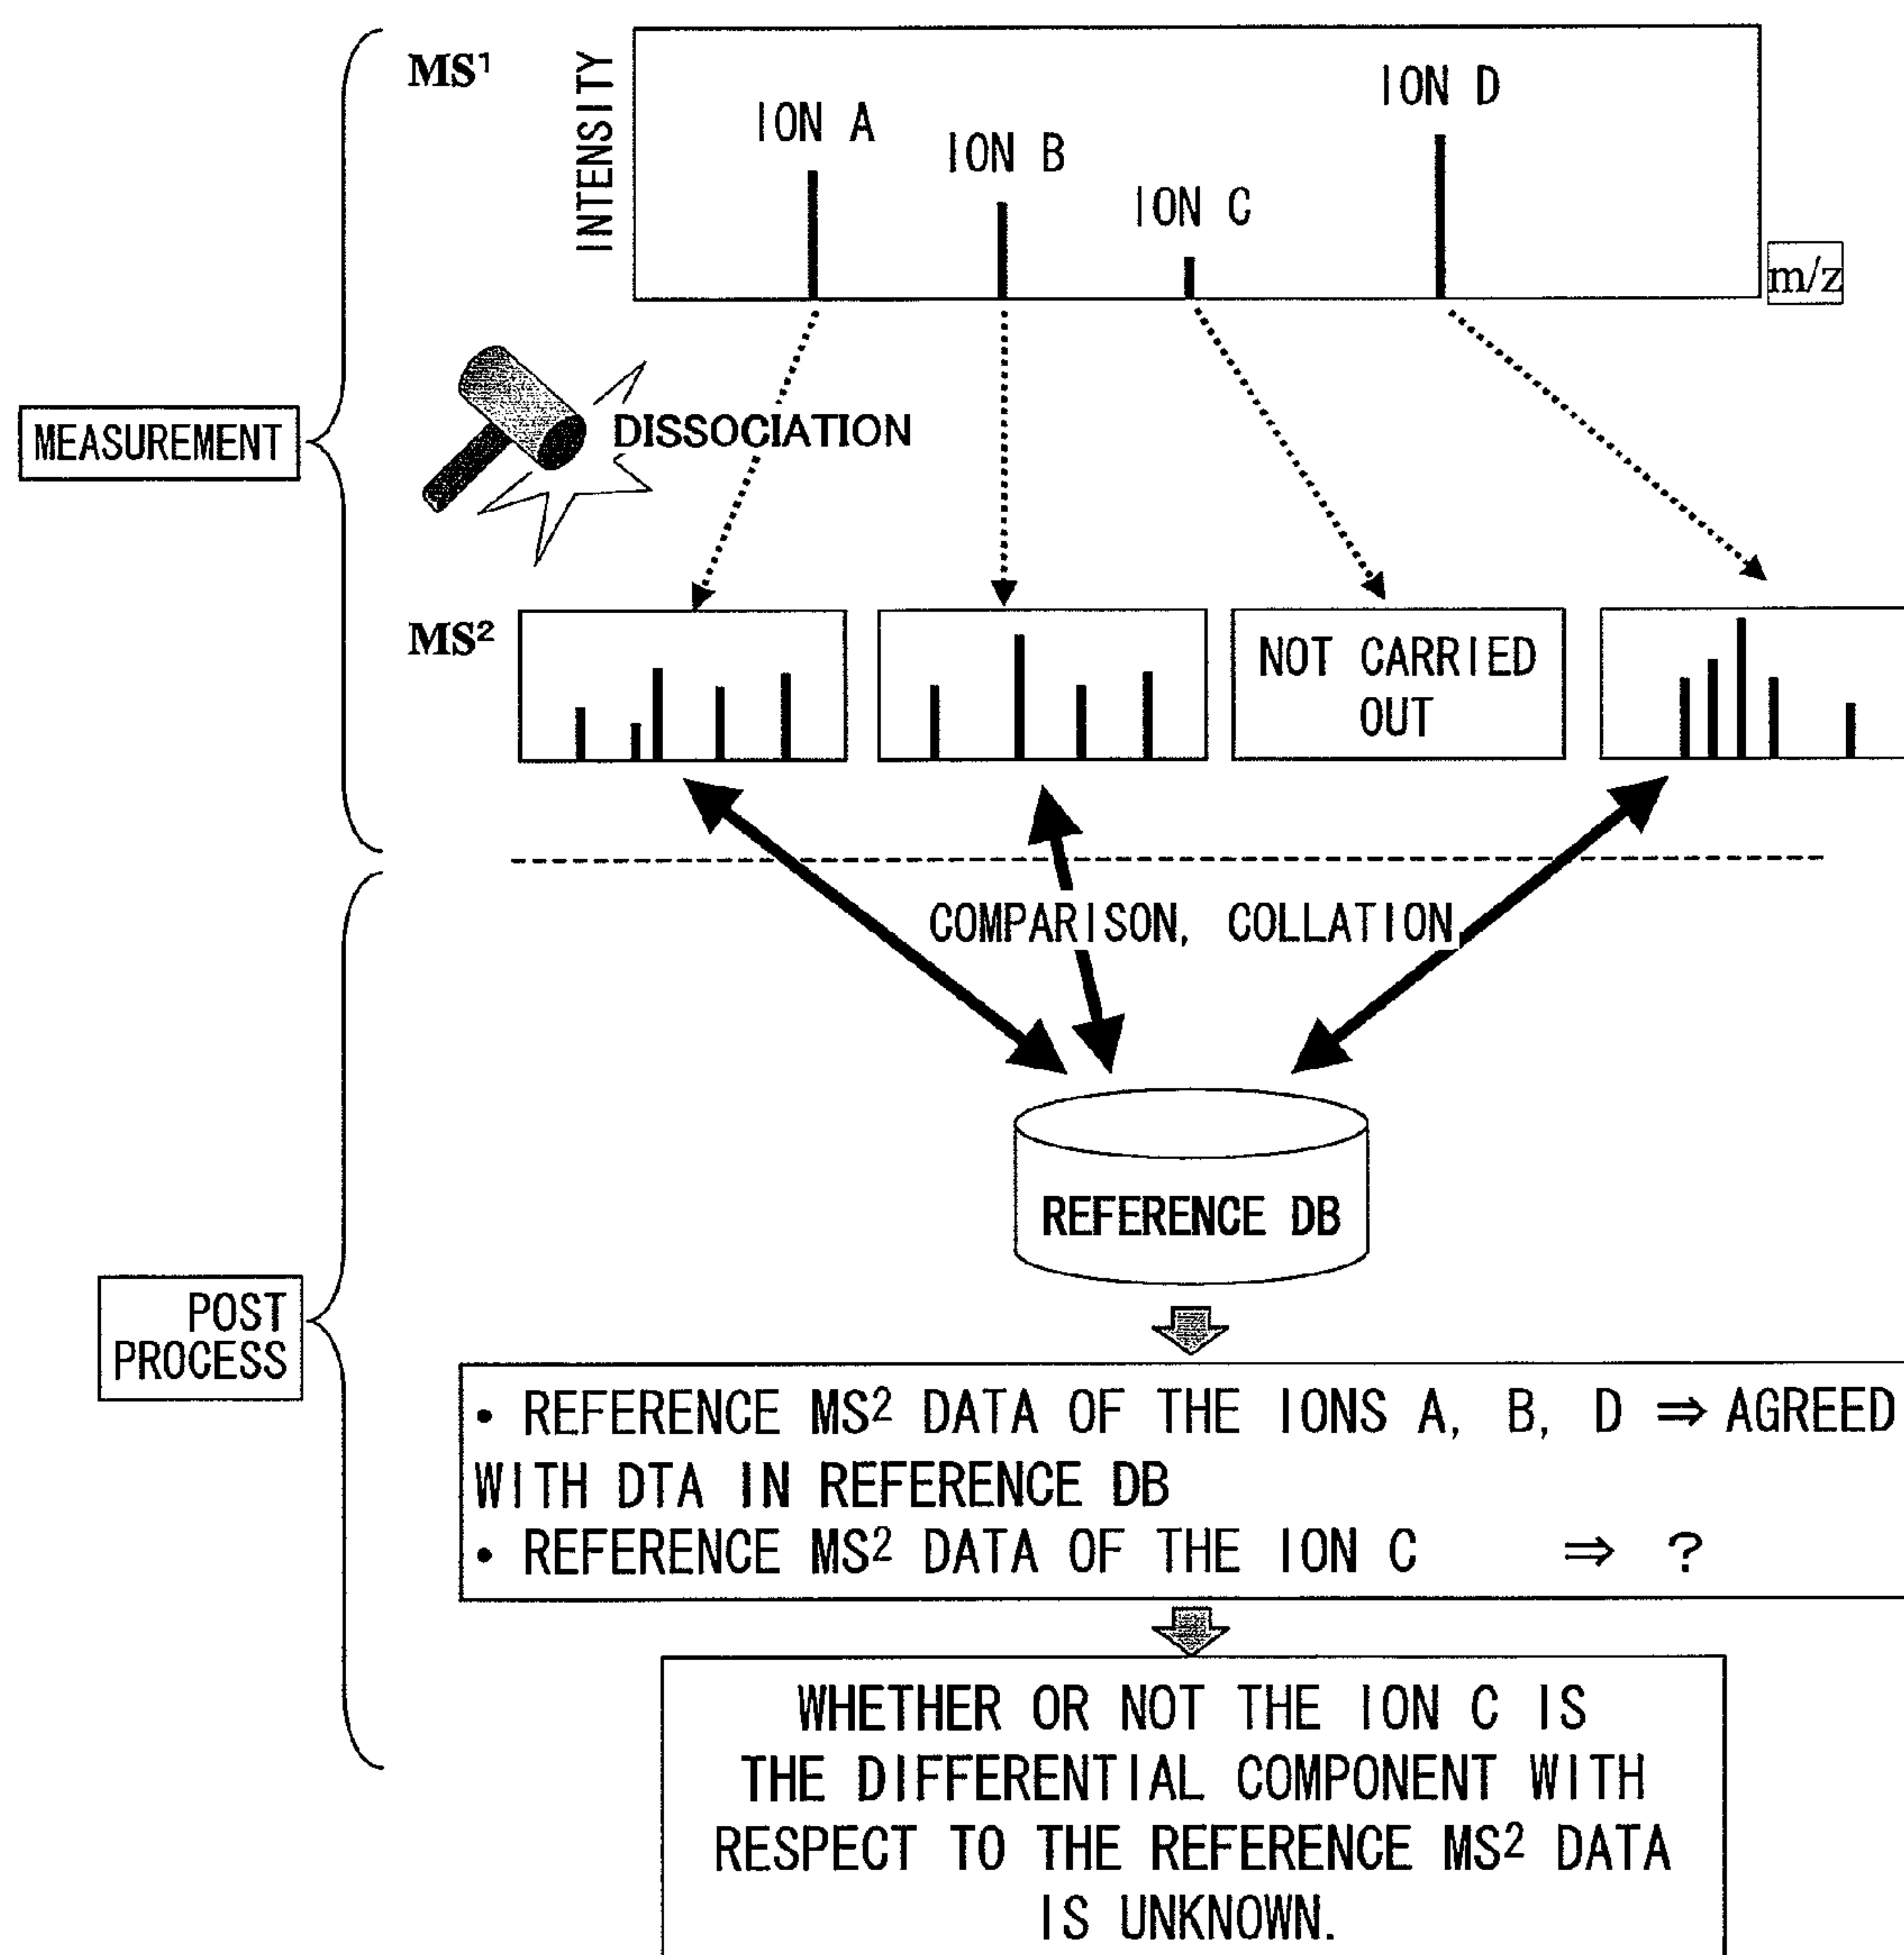 MS¹
INTENSITY
ION A
ION B
ION C
ION D
m/z
MEASUREMENT
DISSOCIATION
MS²
NOT CARRIED
OUT
COMPARISON, COLLATION
REFERENCE DB
POST
PROCESS
• REFERENCE MS² DATA OF THE IONS A, B, D ⇒ AGREED
WITH DTA IN REFERENCE DB
• REFERENCE MS² DATA OF THE ION C ⇒ ?
WHETHER OR NOT THE ION C IS
THE DIFFERENTIAL COMPONENT WITH
RESPECT TO THE REFERENCE MS² DATA
IS UNKNOWN.